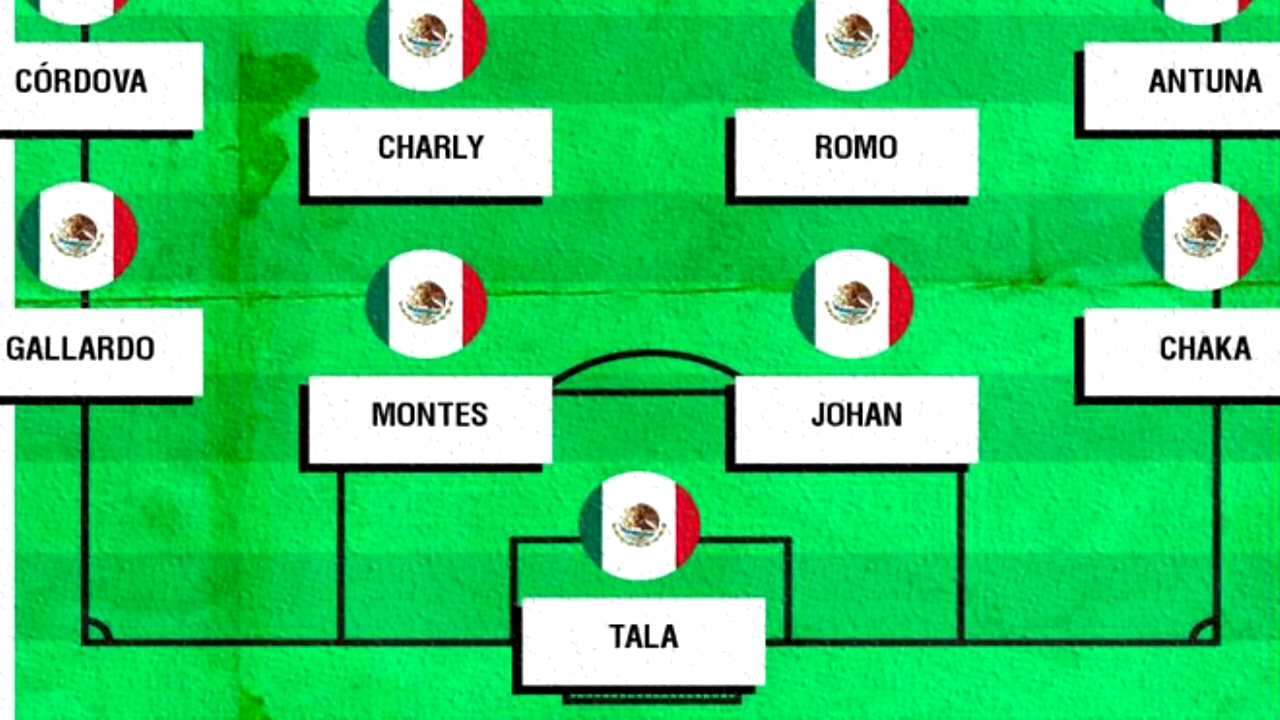 CÓRDOVA
ANTUNA
CHARLY
ROMO
GALLARDO
CHAKA
MONTES
JOHAN
TALA